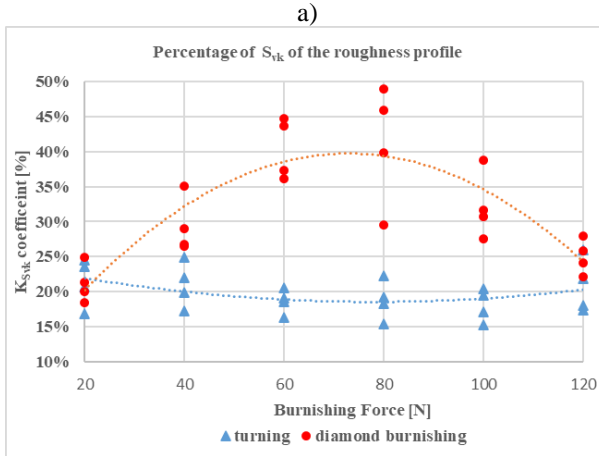 a)
Percentage of Svk of the roughness profile
50%
45%
40%
35%
30%
25%
20%
15%
10%
KSvk coefficeint [%]
20 40 60 80 100 120
Burnishing Force [N]
turning diamond burnishing